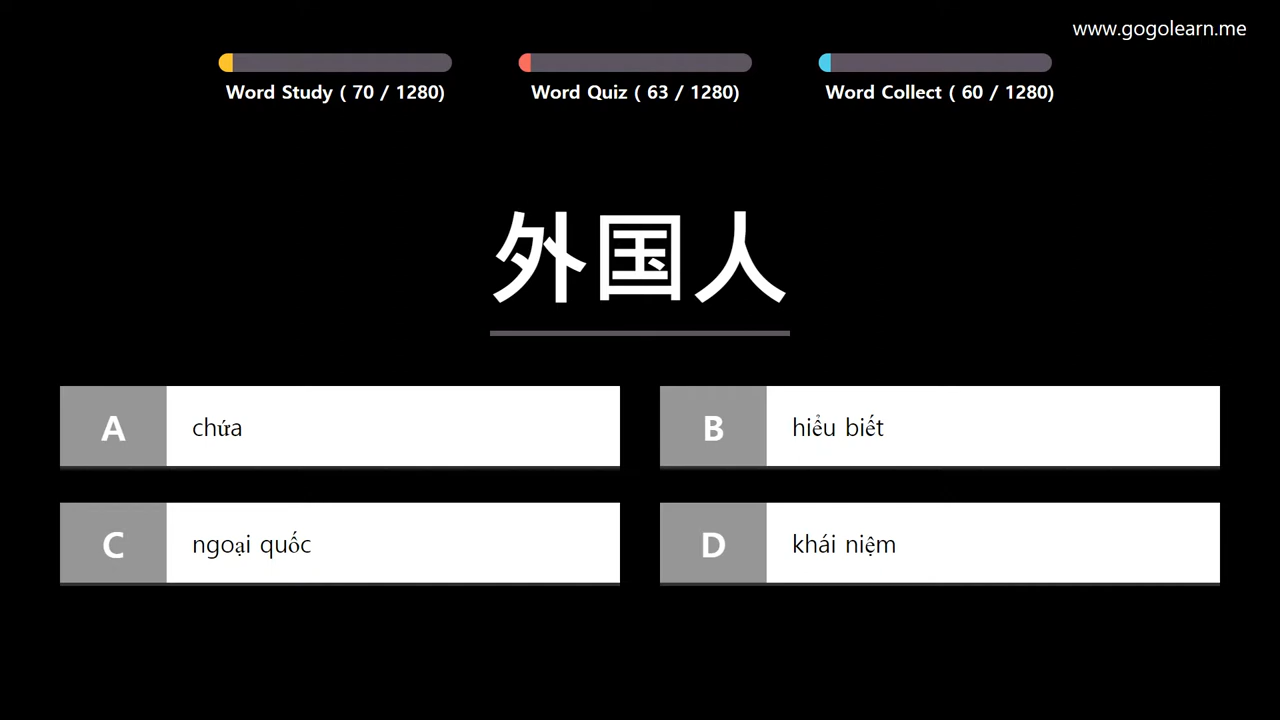 www.gogolearn.me
Word Study ( 70 / 1280)
Word Quiz ( 63 / 1280)
Word Collect ( 60 / 1280)
外国人
A chứa
B hiểu biết
C ngoại quốc
D khái niệm